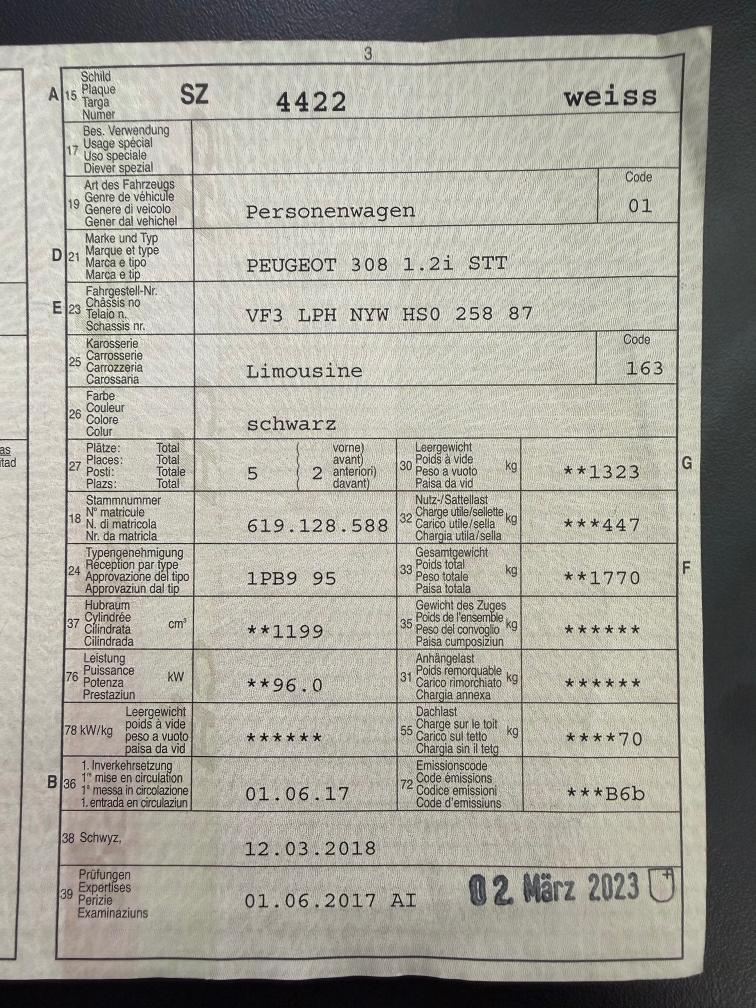 3
A 15 Schild
Plaque
Targa
Numer
SZ 4422 weiss
17 Bes. Verwendung
Usage spécial
Uso speciale
Diever spezial
19 Art des Fahrzeugs
Genre de véhicule
Genere di veicolo
Gener dal vehichel
Personenwagen
Code
01
D 21 Marke und Typ
Marque et type
Marca e tipo
Marca e tip
PEUGEOT 308 1.2i STT
E 23 Fahrgestell-Nr.
Châssis no
Telaio n.
Schassis nr.
VF3 LPH NYW HS0 258 87
25 Karosserie
Carrosserie
Carrozzeria
Carossaria
Limousine
Code
163
26 Farbe
Couleur
Colore
Colur
schwarz
27 Plätze: Total
Places: Total
Posti: Totale
Plazs: Total
5 ( 2 vorne)
avant)
anteriori)
davant)
30 Leergewicht
Poids à vide
Peso a vuoto
Paisa da vid
kg
**1323
G
18 Stammnummer
N° matricule
N. di matricola
Nr. da matricla
619.128.588
32 Nutz-/Sattellast
Charge utile/sellette
Carico utile/sella
Chargia utila/sella
kg
***447
24 Typengenehmigung
Réception par type
Approvazione del tipo
Approvaziun dal tip
1PB9 95
33 Gesamtgewicht
Poids total
Peso totale
Paisa totala
kg
**1770
F
37 Hubraum
Cylindrée
Cilindrata
Cilindrada
cm³
**1199
35 Gewicht des Zuges
Poids de l'ensemble
Peso del convoglio
Paisa cumposiziun
kg
******
76 Leistung
Puissance
Potenza
Prestaziun
kW
**96.0
31 Anhängelast
Poids remorquable
Carico rimorchiato
Chargia annexa
kg
******
78 kW/kg Leergewicht
poids à vide
peso a vuoto
paisa da vid
******
55 Dachlast
Charge sur le toit
Carico sul tetto
Chargia sin il tetg
kg
****70
B 36 1. Inverkehrsetzung
1re mise en circulation
1a messa in circolazione
1. entrada en circulaziun
01.06.17
72 Emissionscode
Code émissions
Codice emissioni
Code d'emissiuns
***B6b
38 Schwyz,
12.03.2018
39 Prüfungen
Expertises
Perizie
Examinaziuns
01.06.2017 AI
02. März 2023
as
itad